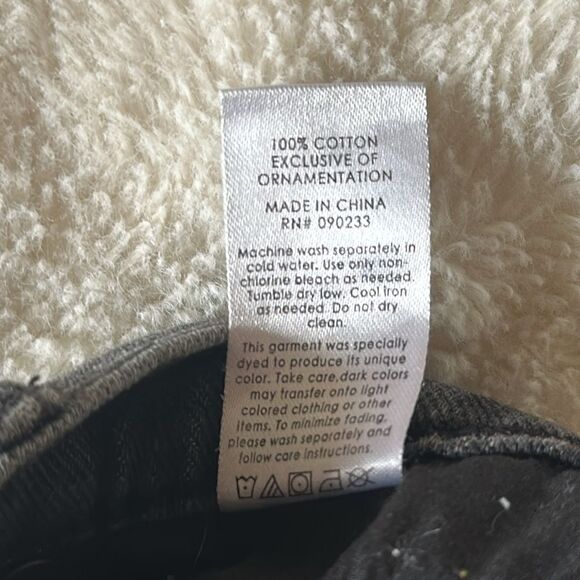 100% COTTON
EXCLUSIVE OF
ORNAMENTATION
MADE IN CHINA
RN# 090233
Machine wash separately in
cold water. Use only non-
chlorine bleach as needed.
Tumble dry low. Cool iron
as needed. Do not dry
clean.
This garment was specially
dyed to produce its unique
color. Take care, dark colors
may transfer onto light
colored clothing or other
items. To minimize fading,
please wash separately and
follow care instructions.